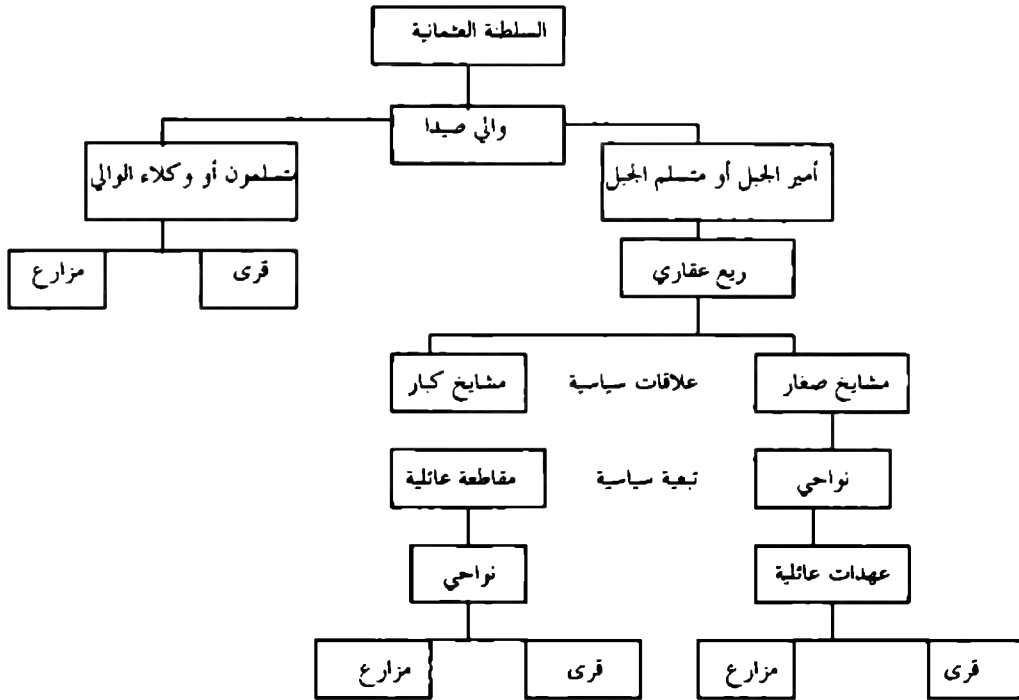 السلطنة العثمانية
والي صيدا
أمير الجبل أو متسلم الجبل
متسلمون أو وكلاء الوالي
قرى
مزارع
ريع عقاري
مشايخ صغار
علاقات سياسية
مشايخ كبار
نواحي
تبعية سياسية
مقاطعة عائلية
عهدات عائلية
نواحي
قرى
مزارع
قرى
مزارع